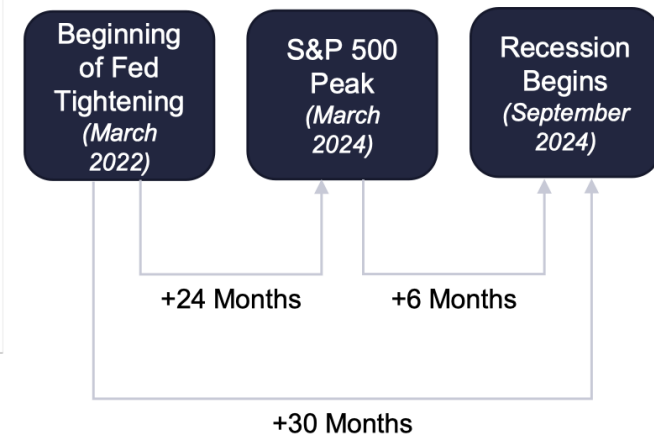 Beginning
of Fed
Tightening
(March
2022)
S&P 500
Peak
(March
2024)
Recession
Begins
(September
2024)
+24 Months
+6 Months
+30 Months